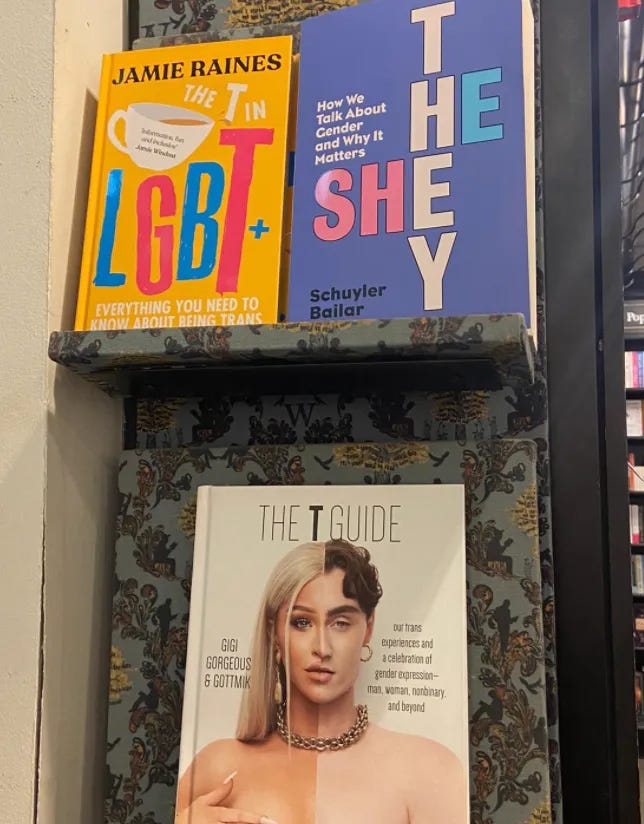 JAMIE RAINES
THE T IN
"Informative, fun,
and inclusive"
Jamie Windust
LGBT+
EVERYTHING YOU NEED TO
KNOW ABOUT BEING TRANS
How We
Talk About
Gender
and Why It
Matters
THEY
HE
SHE
Schuyler
Bailar
W
Pop
THE T GUIDE
GIGI
GORGEOUS
& GOTTMIK
our trans
experiences and
a celebration of
gender expression—
man, woman, nonbinary,
and beyond